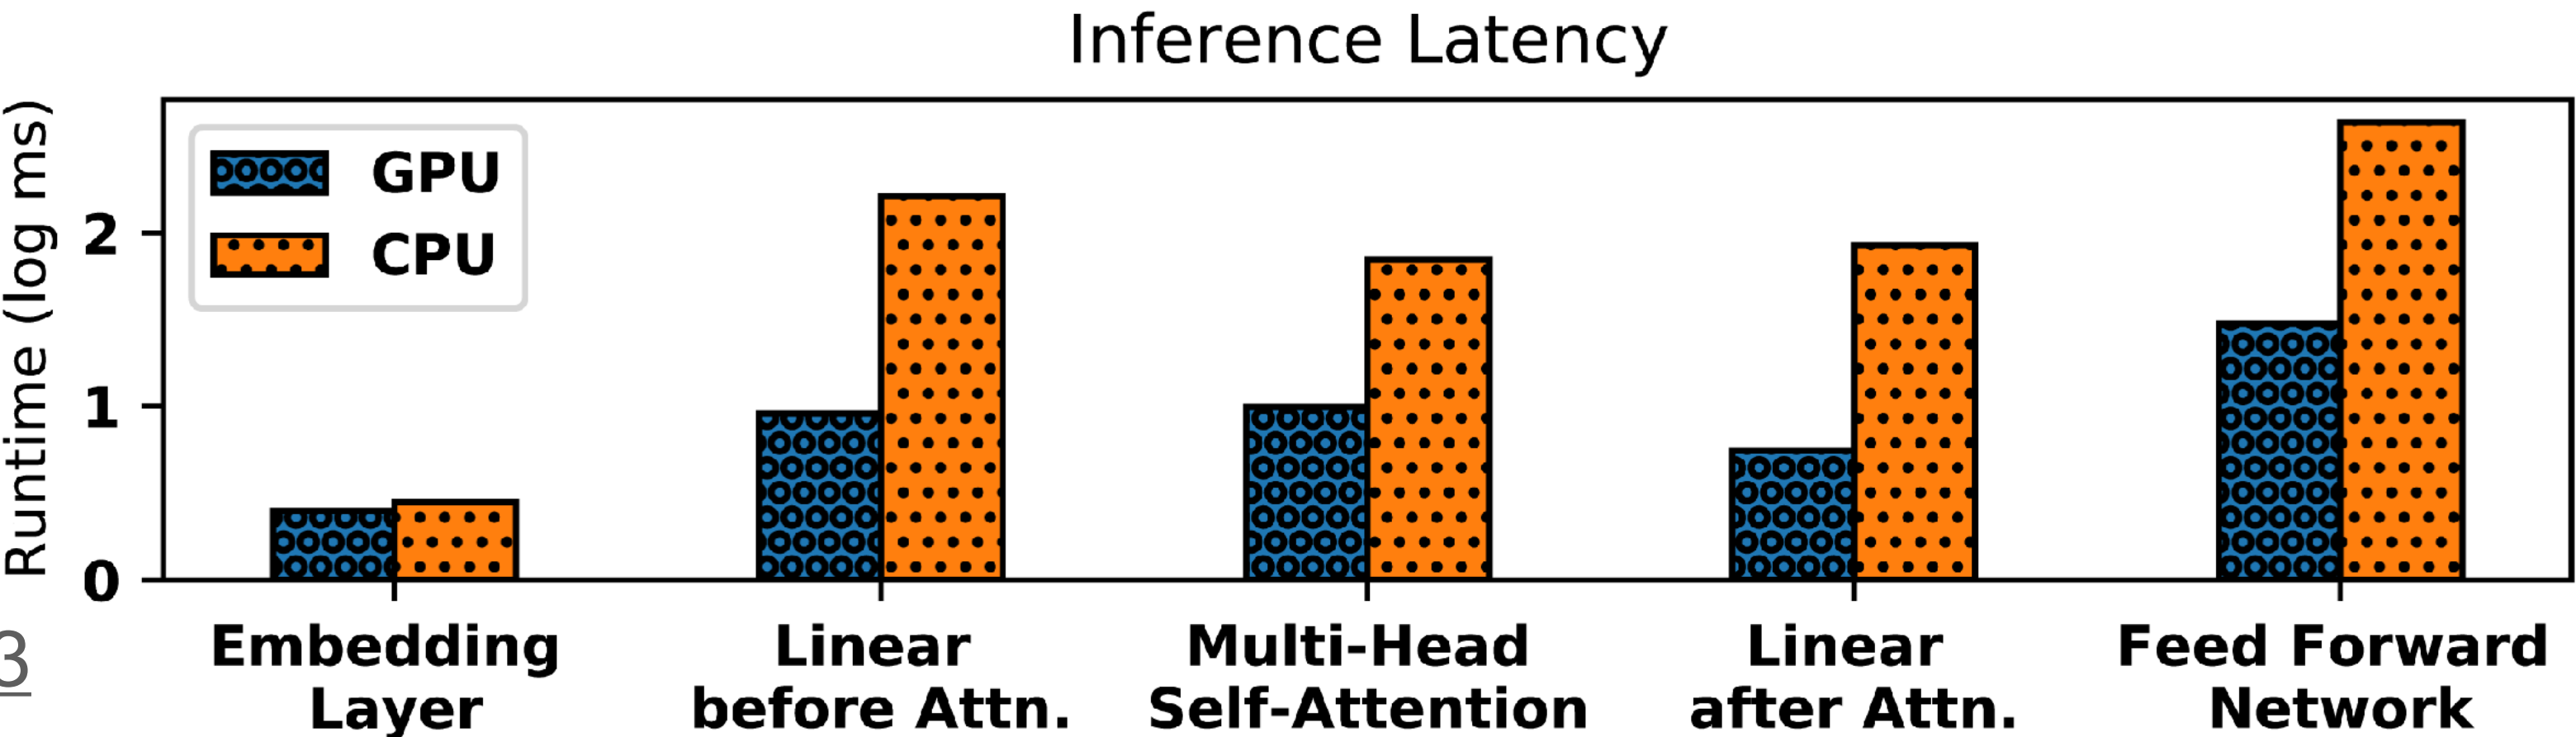 Inference Latency
Runtime (log ms)
GPU
CPU
2
1
0
Embedding
Layer
Linear
before Attn.
Multi-Head
Self-Attention
Linear
after Attn.
Feed Forward
Network
3